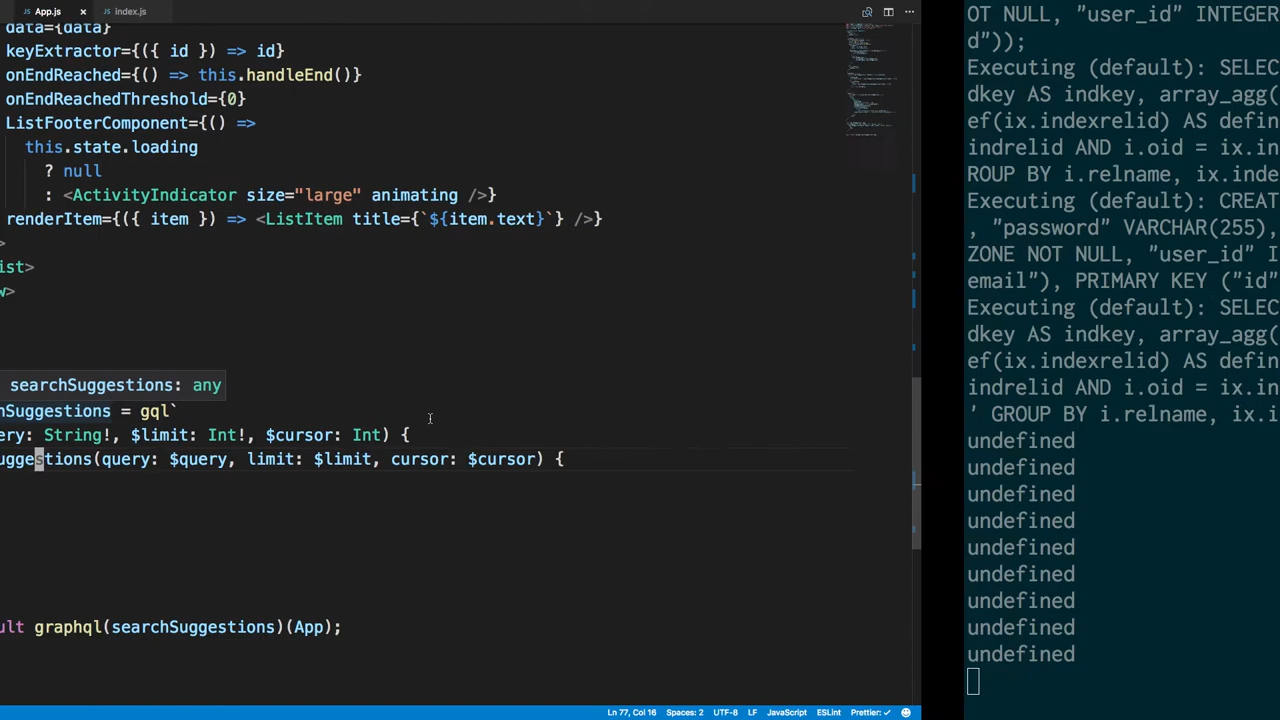 App.js × JS index.js
data={data}
keyExtractor={({ id }) => id}
onEndReached={() => this.handleEnd()}
onEndReachedThreshold={0}
ListFooterComponent={() =>
this.state.loading
? null
: <ActivityIndicator size="large" animating />}
renderItem={({ item }) => <ListItem title={`${item.text}`} />}
>
ist>
w>
searchSuggestions: any
hSuggestions = gql`
ery: String!, $limit: Int!, $cursor: Int) {
uggestions(query: $query, limit: $limit, cursor: $cursor) {
ult graphql(searchSuggestions)(App);
Ln 77, Col 16 Spaces: 2 UTF-8 LF JavaScript ESLint Prettier: ✓
OT NULL, "user_id" INTEGER
d"));
Executing (default): SELEC
dkey AS indkey, array_agg(
ef(ix.indexrelid) AS defin
indrelid AND i.oid = ix.in
ROUP BY i.relname, ix.inde
Executing (default): CREAT
, "password" VARCHAR(255),
ZONE NOT NULL, "user_id" I
email"), PRIMARY KEY ("id"
Executing (default): SELEC
dkey AS indkey, array_agg(
ef(ix.indexrelid) AS defin
indrelid AND i.oid = ix.in
' GROUP BY i.relname, ix.i
undefined
undefined
undefined
undefined
undefined
undefined
undefined
undefined
undefined